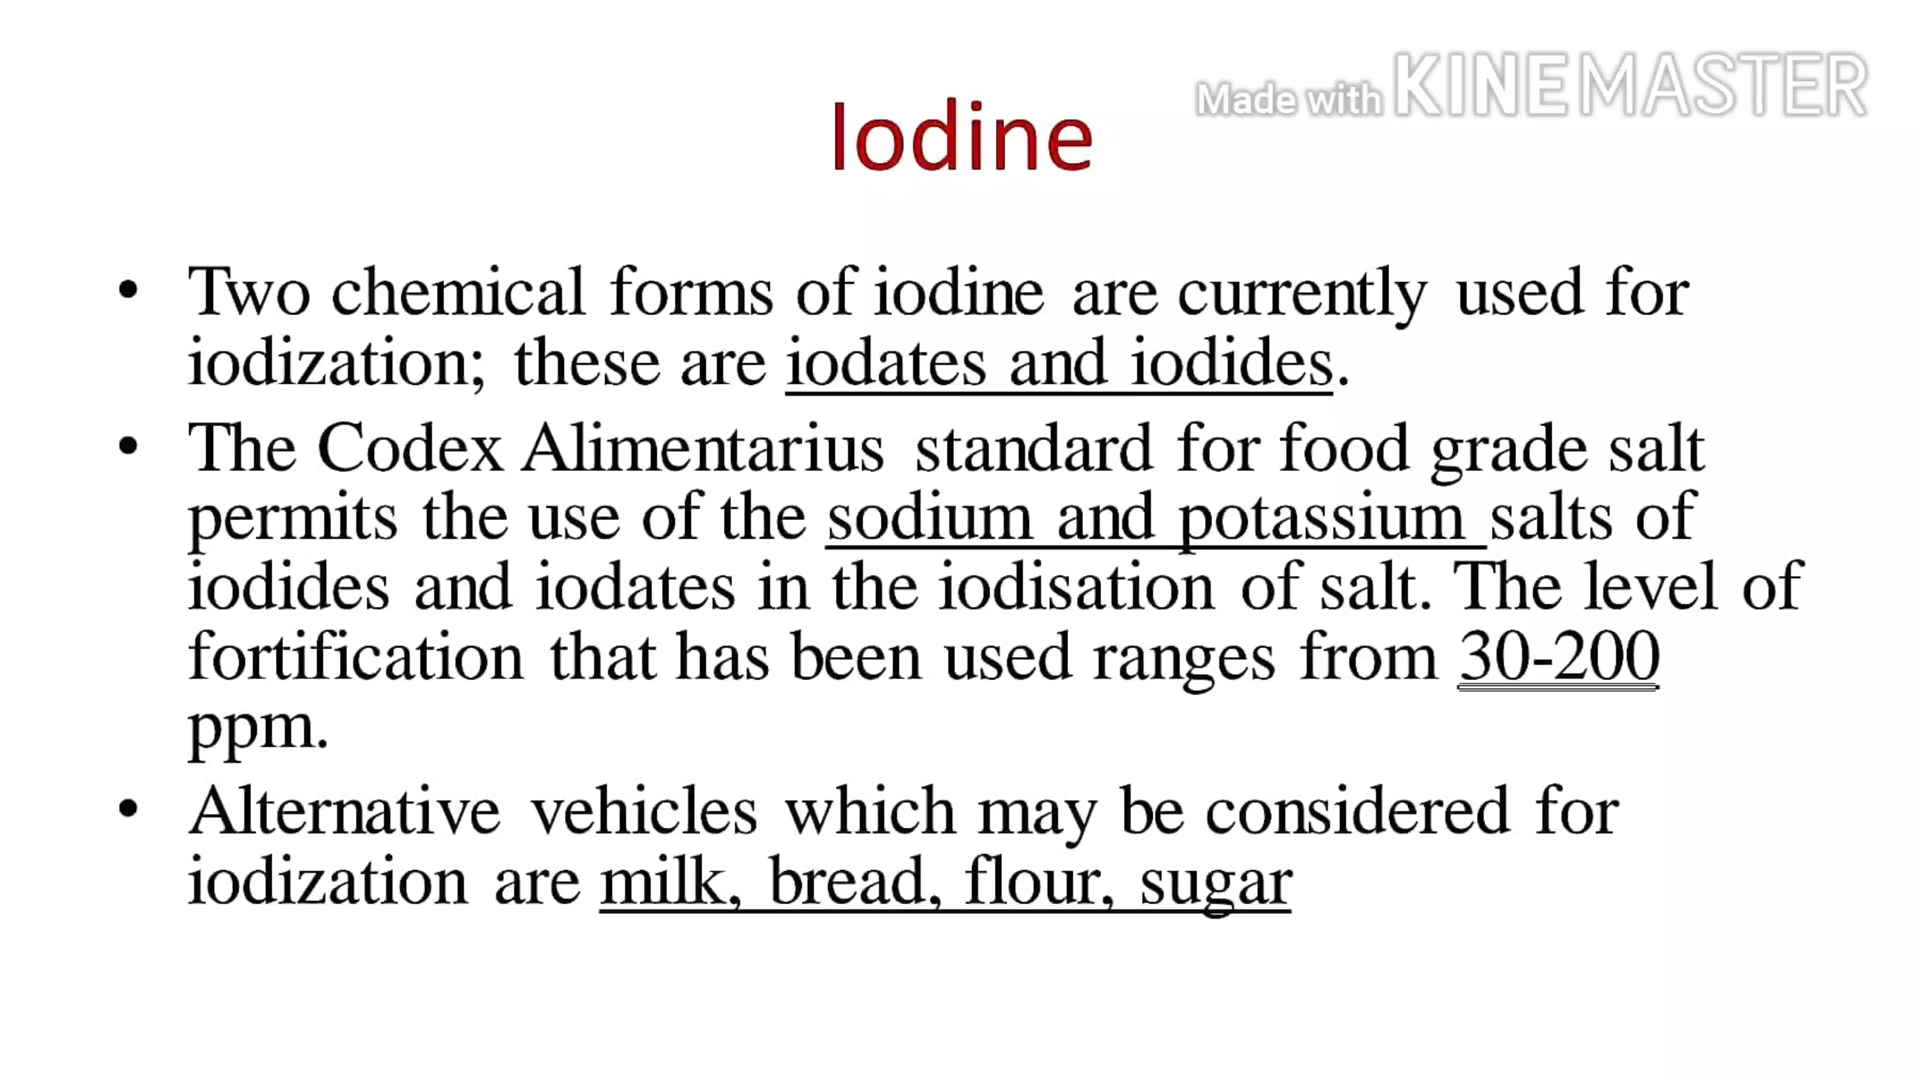 Made with KINEMASTER
Iodine
• Two chemical forms of iodine are currently used for
iodization; these are iodates and iodides.
• The Codex Alimentarius standard for food grade salt
permits the use of the sodium and potassium salts of
iodides and iodates in the iodisation of salt. The level of
fortification that has been used ranges from 30-200
ppm.
• Alternative vehicles which may be considered for
iodization are milk, bread, flour, sugar